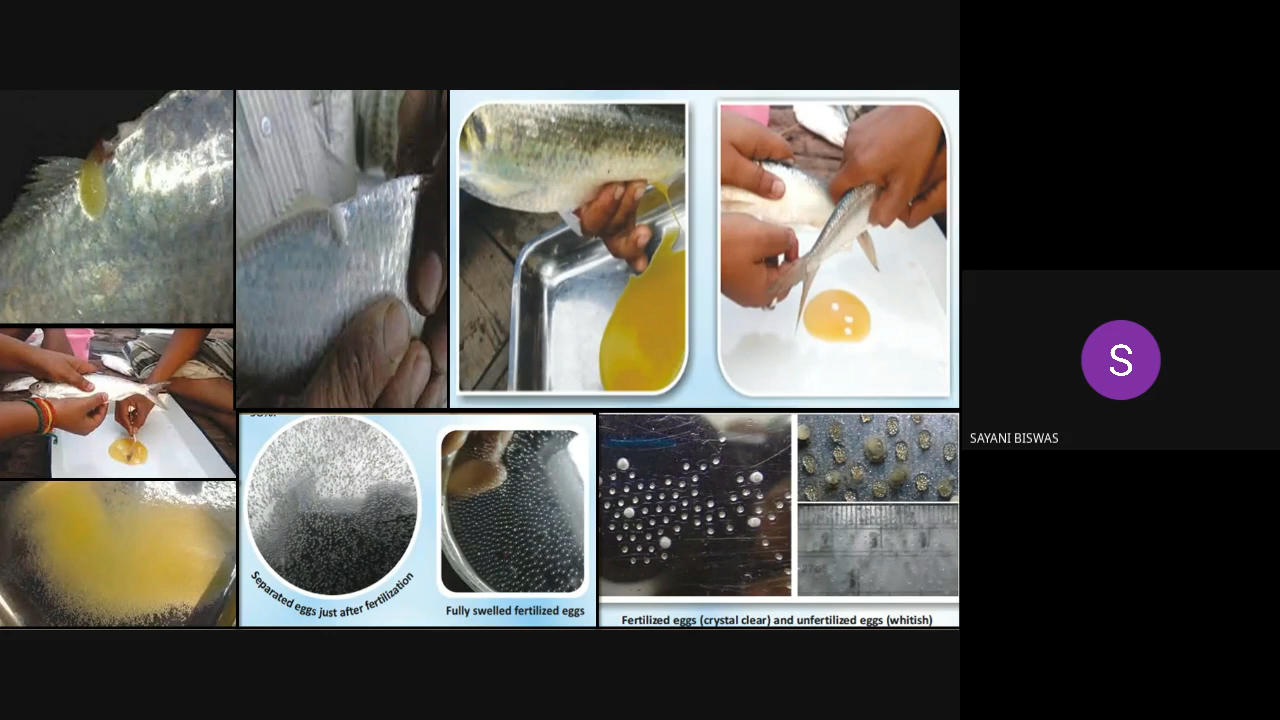 Separated eggs just after fertilization
Fully swelled fertilized eggs
Fertilized eggs (crystal clear) and unfertilized eggs (whitish)
S
SAYANI BISWAS